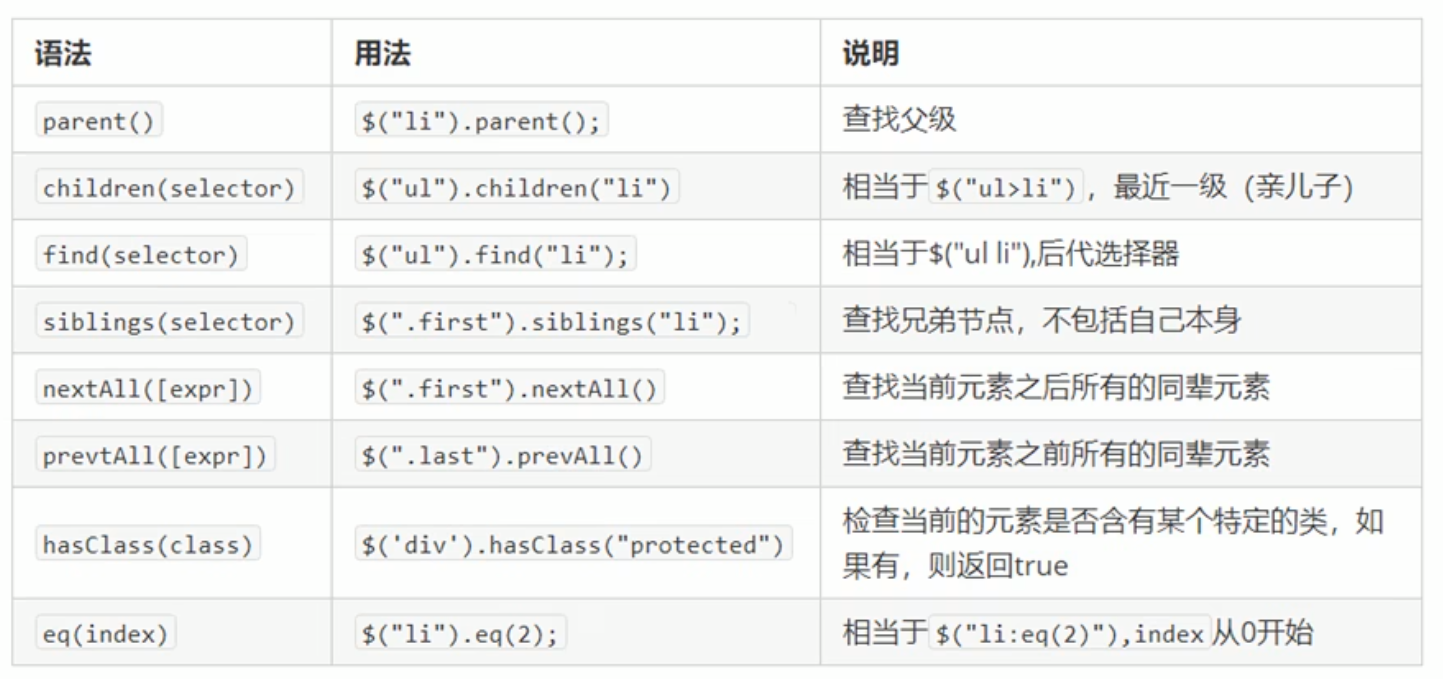 语法 用法 说明
parent() $("li").parent(); 查找父级
children(selector) $("ul").children("li") 相当于$("ul>li")，最近一级（亲儿子）
find(selector) $("ul").find("li"); 相当于$("ul li"),后代选择器
siblings(selector) $(".first").siblings("li"); 查找兄弟节点，不包括自己本身
nextAll([expr]) $(".first").nextAll() 查找当前元素之后所有的同辈元素
prevtAll([expr]) $(".last").prevAll() 查找当前元素之前所有的同辈元素
hasClass(class) $('div').hasClass("protected") 检查当前的元素是否含有某个特定的类，如
果有，则返回true
eq(index) $("li").eq(2); 相当于$("li:eq(2)"),index从0开始